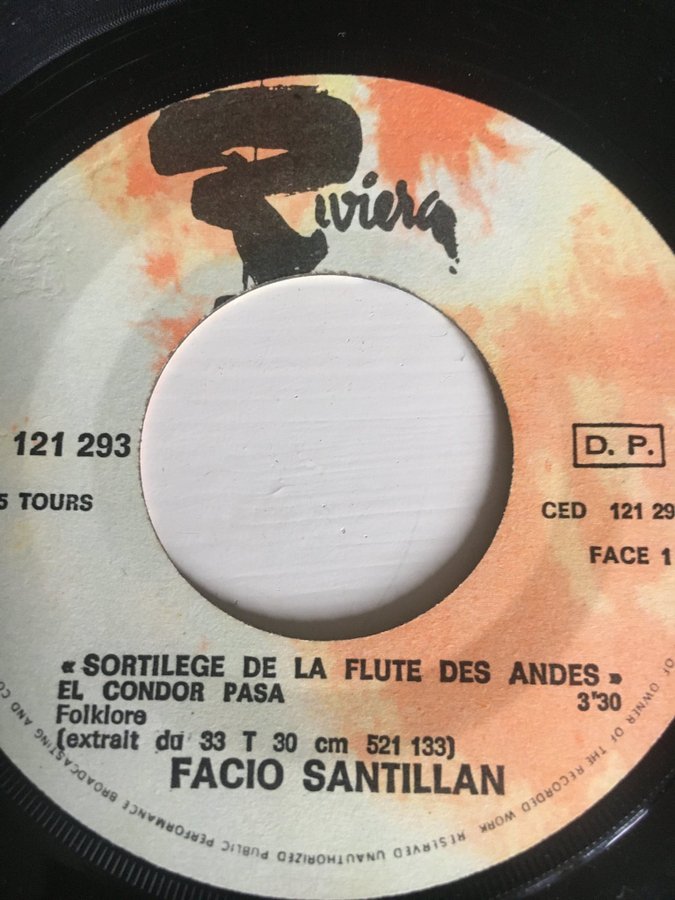 Riviera
121 293
D. P.
5 TOURS
CED 121 29
FACE 1
« SORTILEGE DE LA FLUTE DES ANDES »
EL CONDOR PASA 3"30
Folklore
(extrait du 33 T 30 cm 521 133)
FACIO SANTILLAN
OF OWNER OF THE RECORDED WORK RESERVED UNAUTHORIZED PUBLIC PERFORMANCE BROADCASTING AND CO